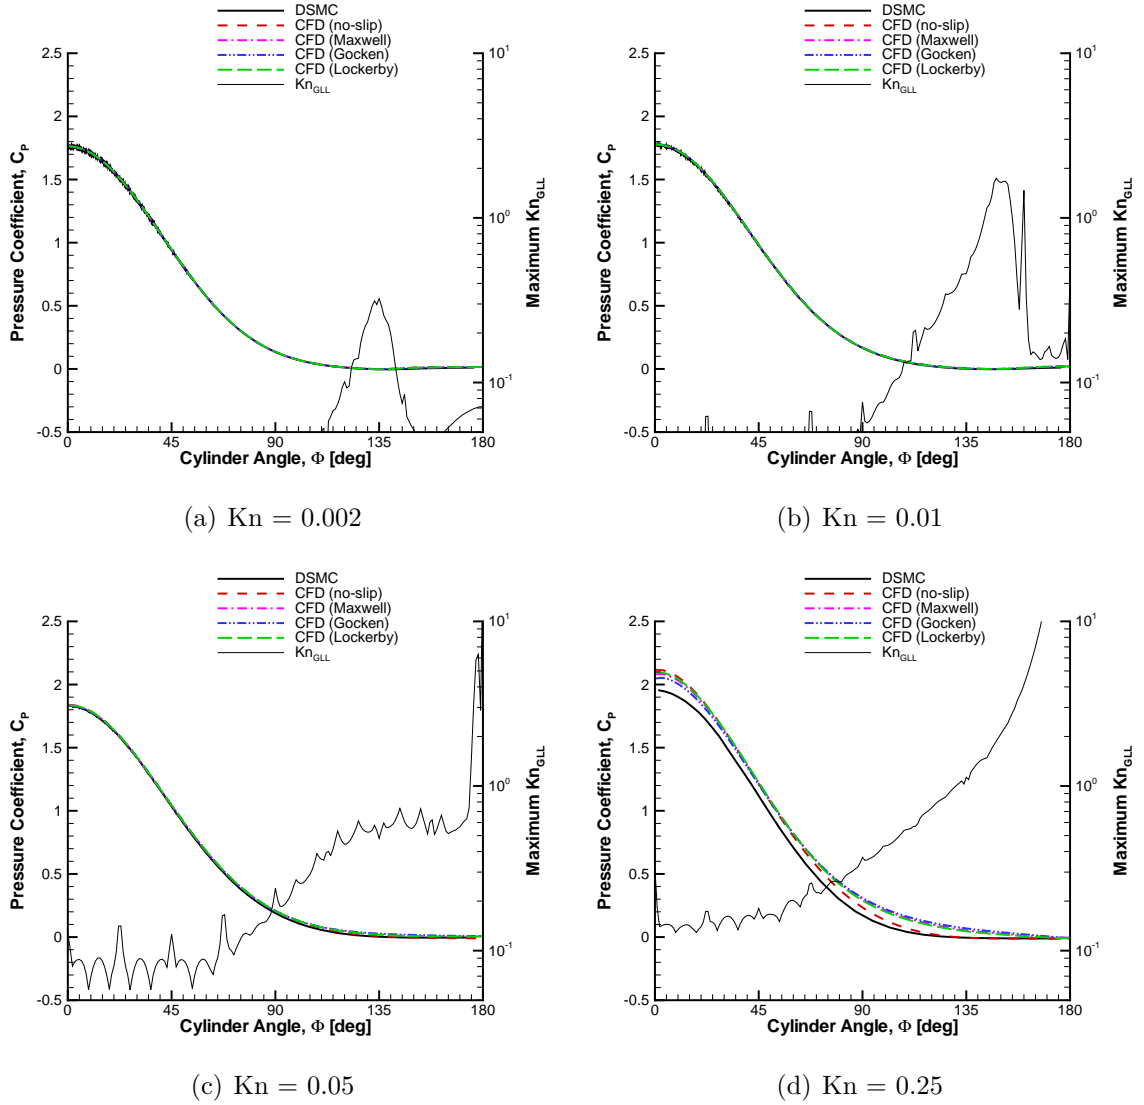 DSMC
CFD (no-slip)
CFD (Maxwell)
CFD (Gocken)
CFD (Lockerby)
Kn_GLL
2.5
2
1.5
1
0.5
0
-0.5
Pressure Coefficient, C_P
10^1
10^0
10^-1
Maximum Kn_GLL
0 45 90 135 180
Cylinder Angle, Φ [deg]
(a) Kn = 0.002
DSMC
CFD (no-slip)
CFD (Maxwell)
CFD (Gocken)
CFD (Lockerby)
Kn_GLL
2.5
2
1.5
1
0.5
0
-0.5
Pressure Coefficient, C_P
10^1
10^0
10^-1
Maximum Kn_GLL
0 45 90 135 180
Cylinder Angle, Φ [deg]
(b) Kn = 0.01
DSMC
CFD (no-slip)
CFD (Maxwell)
CFD (Gocken)
CFD (Lockerby)
Kn_GLL
2.5
2
1.5
1
0.5
0
-0.5
Pressure Coefficient, C_P
10^1
10^0
10^-1
Maximum Kn_GLL
0 45 90 135 180
Cylinder Angle, Φ [deg]
(c) Kn = 0.05
DSMC
CFD (no-slip)
CFD (Maxwell)
CFD (Gocken)
CFD (Lockerby)
Kn_GLL
2.5
2
1.5
1
0.5
0
-0.5
Pressure Coefficient, C_P
10^1
10^0
10^-1
Maximum Kn_GLL
0 45 90 135 180
Cylinder Angle, Φ [deg]
(d) Kn = 0.25